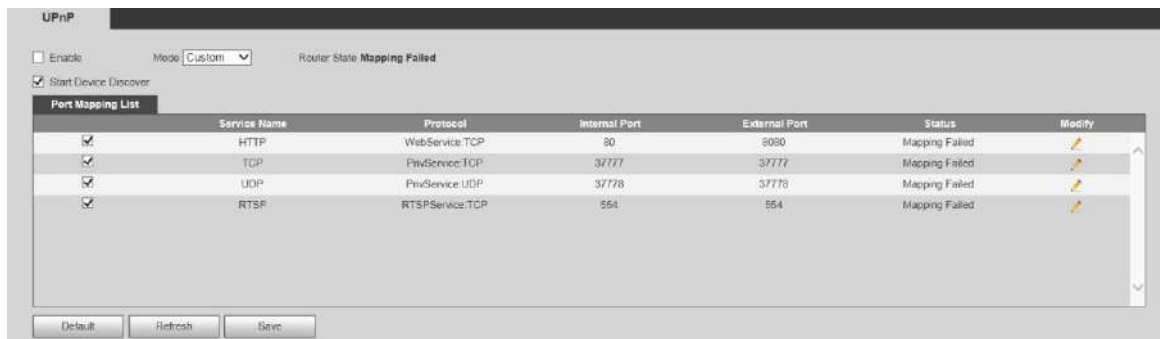 UPnP
Enable Mode Custom Router State Mapping Failed
Start Device Discover
Port Mapping List
Service Name Protocol Internal Port External Port Status Modify
HTTP WebService:TCP 80 8080 Mapping Failed
TCP PrivService:TCP 37777 37777 Mapping Failed
UDP PrivService:UDP 37778 37778 Mapping Failed
RTSP RTSPService:TCP 554 554 Mapping Failed
Default Refresh Save